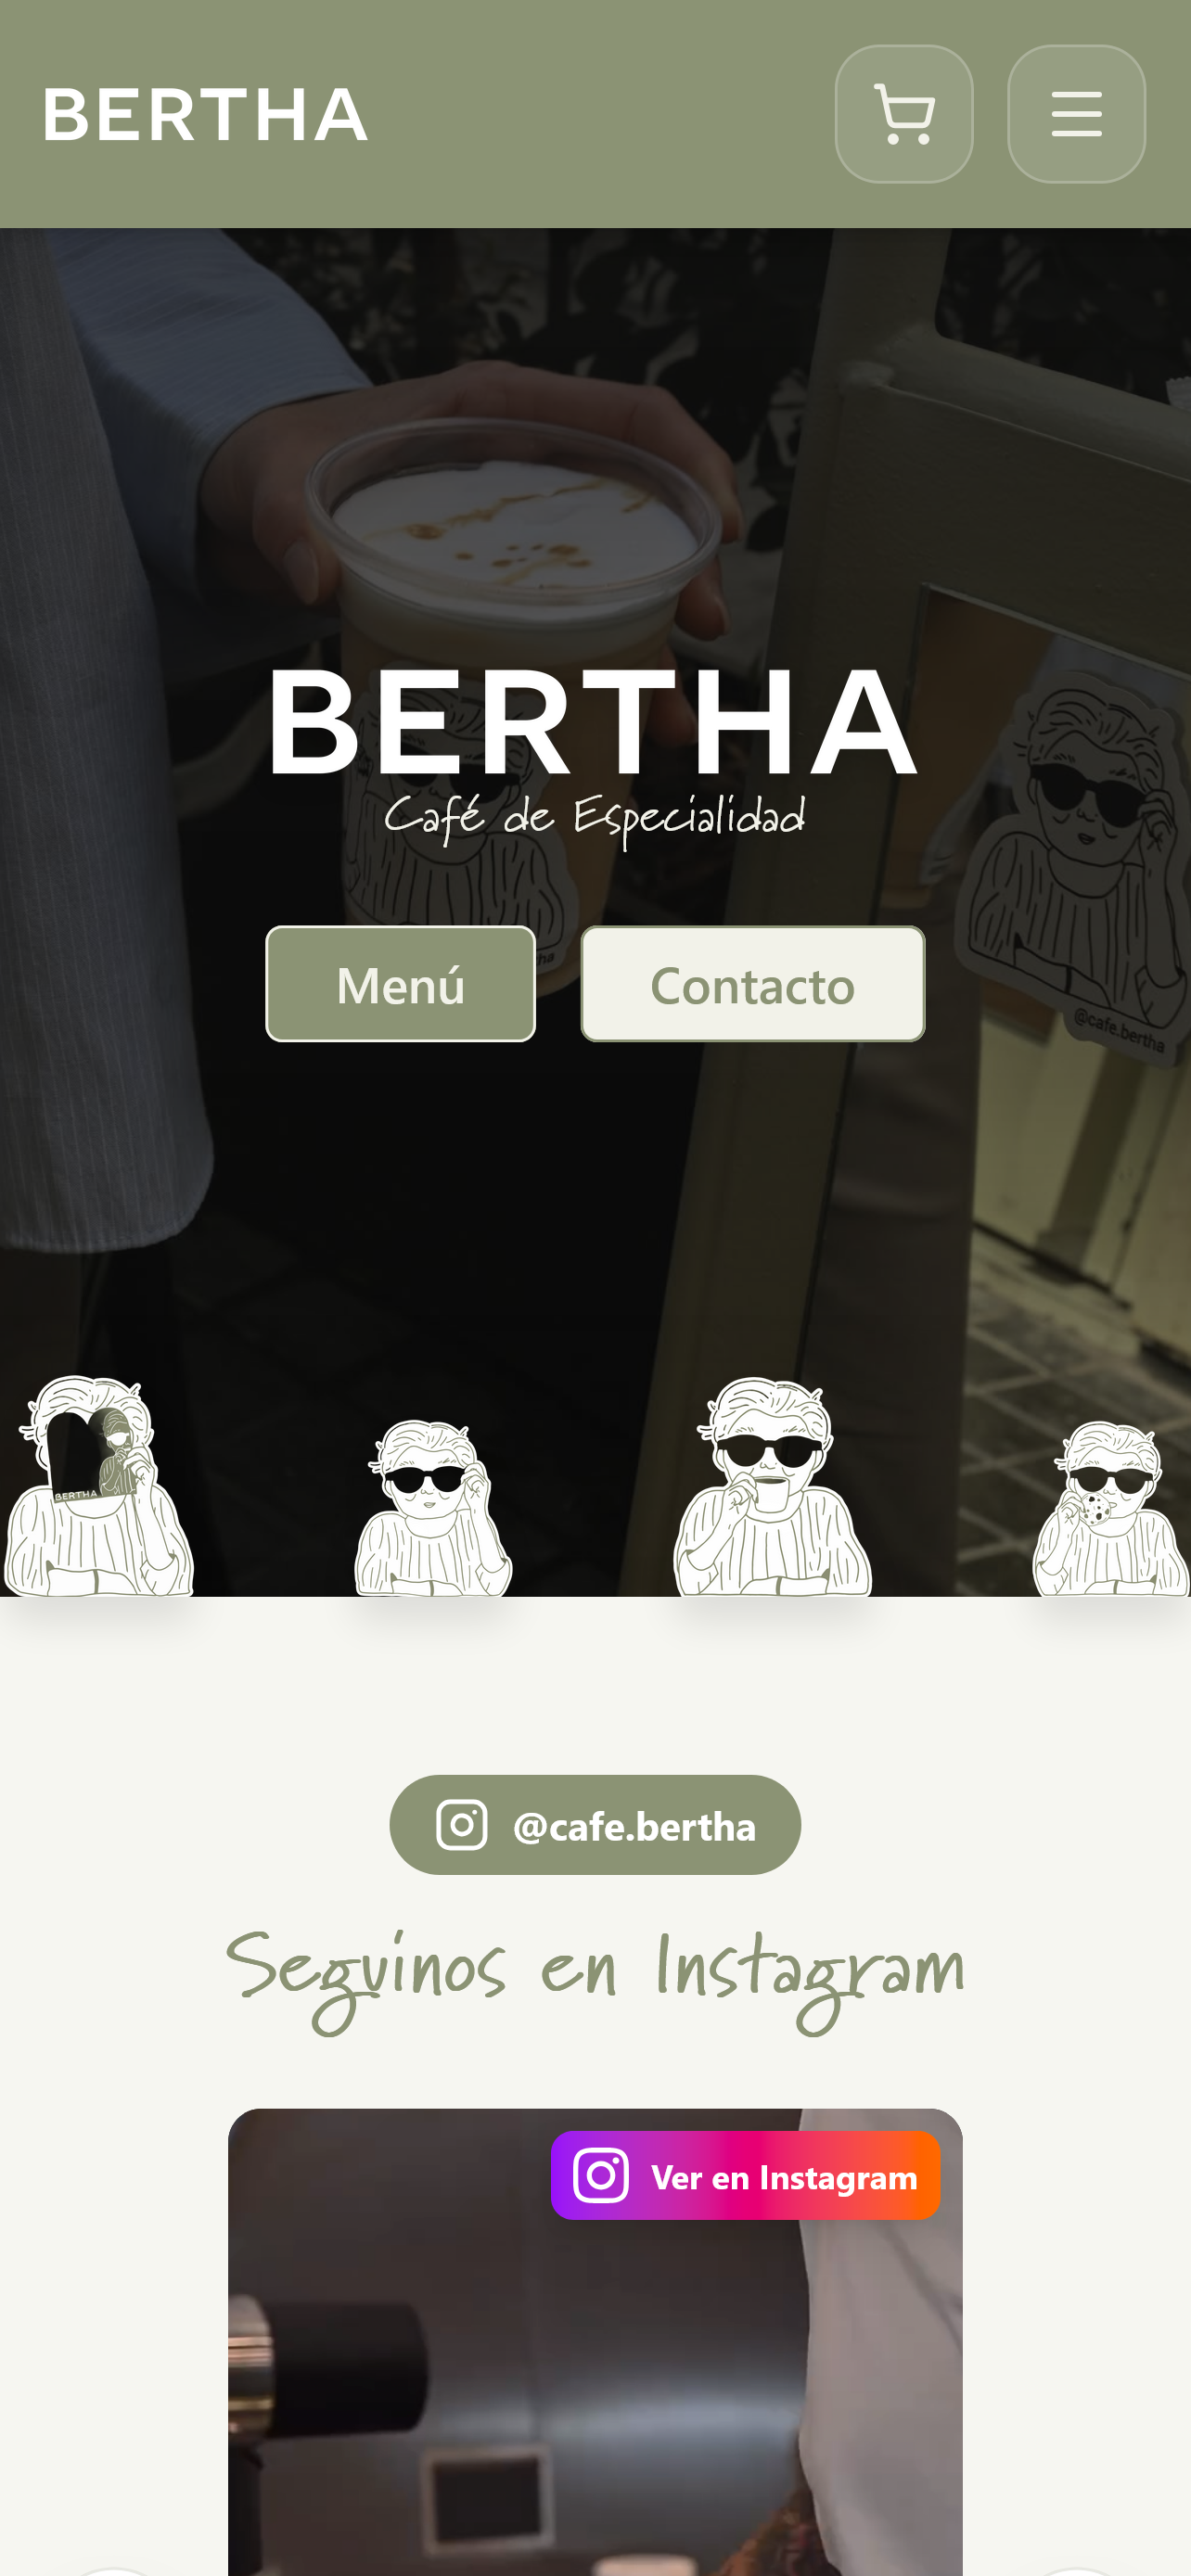 BERTHA
BERTHA
Café de Especialidad
Menú
Contacto
@cafe.bertha
BERTHA
@cafe.bertha
Seguinos en Instagram
Ver en Instagram